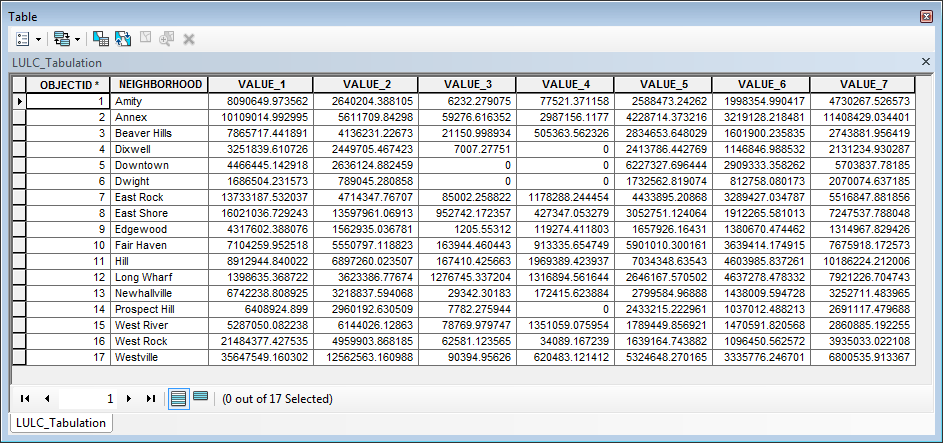 Table
LULC_Tabulation
OBJECTID * NEIGHBORHOOD VALUE_1 VALUE_2 VALUE_3 VALUE_4 VALUE_5 VALUE_6 VALUE_7
1 Amity 8090649.973562 2640204.388105 6232.279075 77521.371158 2588473.24262 1998354.990417 4730267.526573
2 Annex 10109014.992995 5611709.84298 59276.616352 2987156.1177 4228714.373216 3219128.218481 11408429.034401
3 Beaver Hills 7865717.441891 4136231.22673 21150.998934 505363.562326 2834653.648029 1601900.235835 2743881.956419
4 Dixwell 3251839.610726 2449705.467423 7007.27751 0 2413786.442769 1146846.988532 2131234.930287
5 Downtown 4466445.142918 2636124.882459 0 0 6227327.696444 2909333.358262 5703837.78185
6 Dwight 1686504.231573 789045.280858 0 0 1732562.819074 812758.080173 2070074.637185
7 East Rock 13733187.532037 4714347.76707 85002.258822 1178288.244454 4433895.20868 3289427.034787 5516847.881856
8 East Shore 16021036.729243 13597961.06913 952742.172357 427347.053279 3052751.124064 1912265.581013 7247537.788048
9 Edgewood 4317602.388076 1562935.036781 1205.55312 119274.411803 1657926.16431 1380670.474462 1314967.829426
10 Fair Haven 7104259.952518 5550797.118823 163944.460443 913335.654749 5901010.300161 3639414.174915 7675918.172573
11 Hill 8912944.840022 6897260.023507 167410.425663 1969389.423937 7034348.63543 4603985.837261 10186224.212006
12 Long Wharf 1398635.368722 3623386.77674 1276745.337204 1316894.561644 2646167.570502 4637278.478332 7921226.704743
13 Newhallville 6742238.808925 3218837.594068 29342.30183 172415.623884 2799584.96888 1438009.594728 3252711.483965
14 Prospect Hill 6408924.899 2960192.630509 7782.275944 0 2433215.222961 1037012.488213 2691117.479688
15 West River 5287050.082238 6144026.12863 78769.979747 1351059.075954 1789449.856921 1470591.820568 2860885.192255
16 West Rock 21484377.427535 4959903.868185 62581.123565 34089.167239 1639164.743882 1096450.562572 3935033.022108
17 Westville 35647549.160302 12562563.160988 90394.95626 620483.121412 5324648.270165 3335776.246701 6800535.913367
1 (0 out of 17 Selected)
LULC_Tabulation